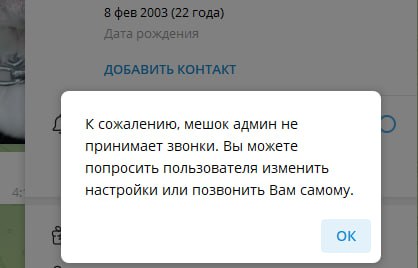 8 фев 2003 (22 года)
Дата рождения
ДОБАВИТЬ КОНТАКТ
К сожалению, мешок админ не
принимает звонки. Вы можете
попросить пользователя изменить
настройки или позвонить Вам самому.
ОК